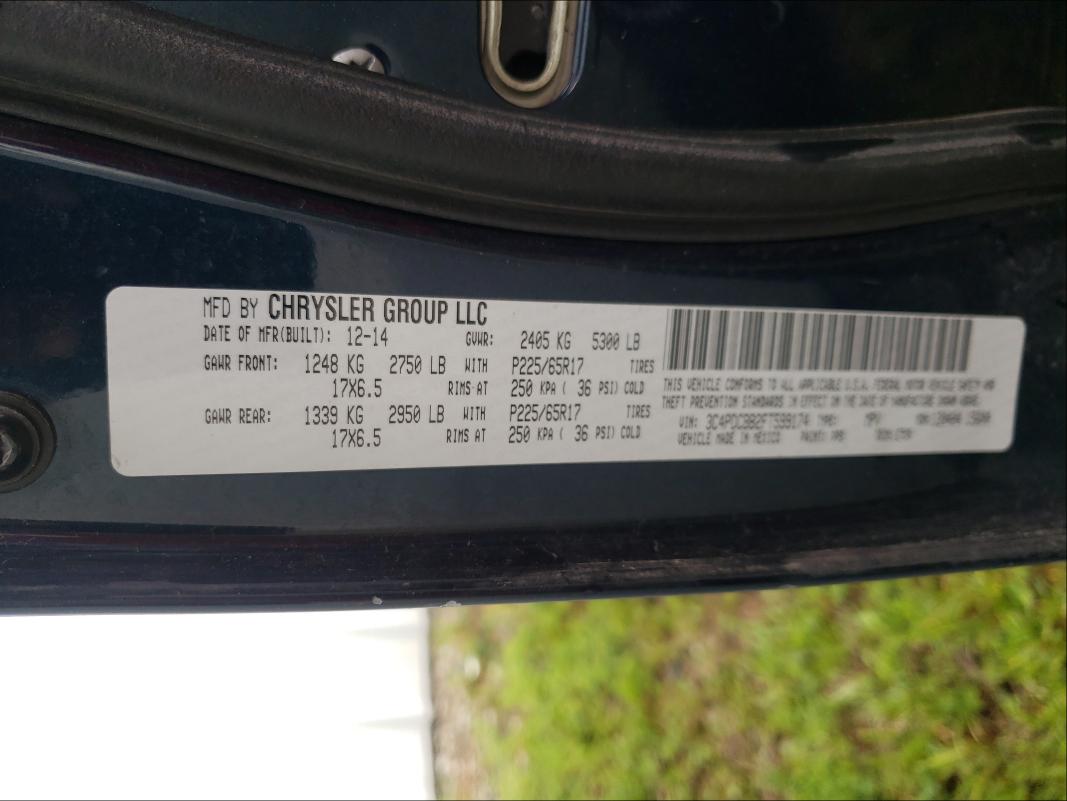 MFD BY CHRYSLER GROUP LLC
DATE OF MFR(BUILT): 12-14 GVWR: 2405 KG 5300 LB
GAWR FRONT: 1248 KG 2750 LB WITH P225/65R17 TIRES
17X6.5 RIMS AT 250 KPA ( 36 PSI) COLD
GAWR REAR: 1339 KG 2950 LB WITH P225/65R17 TIRES
17X6.5 RIMS AT 250 KPA ( 36 PSI) COLD
THIS VEHICLE CONFORMS TO ALL APPLICABLE U.S.A. FEDERAL MOTOR VEHICLE SAFETY AND
THEFT PREVENTION STANDARDS IN EFFECT ON THE DATE OF MANUFACTURE SHOWN ABOVE.
VIN: TYPE: MPV
VEHICLE MADE IN MEXICO PAINT: